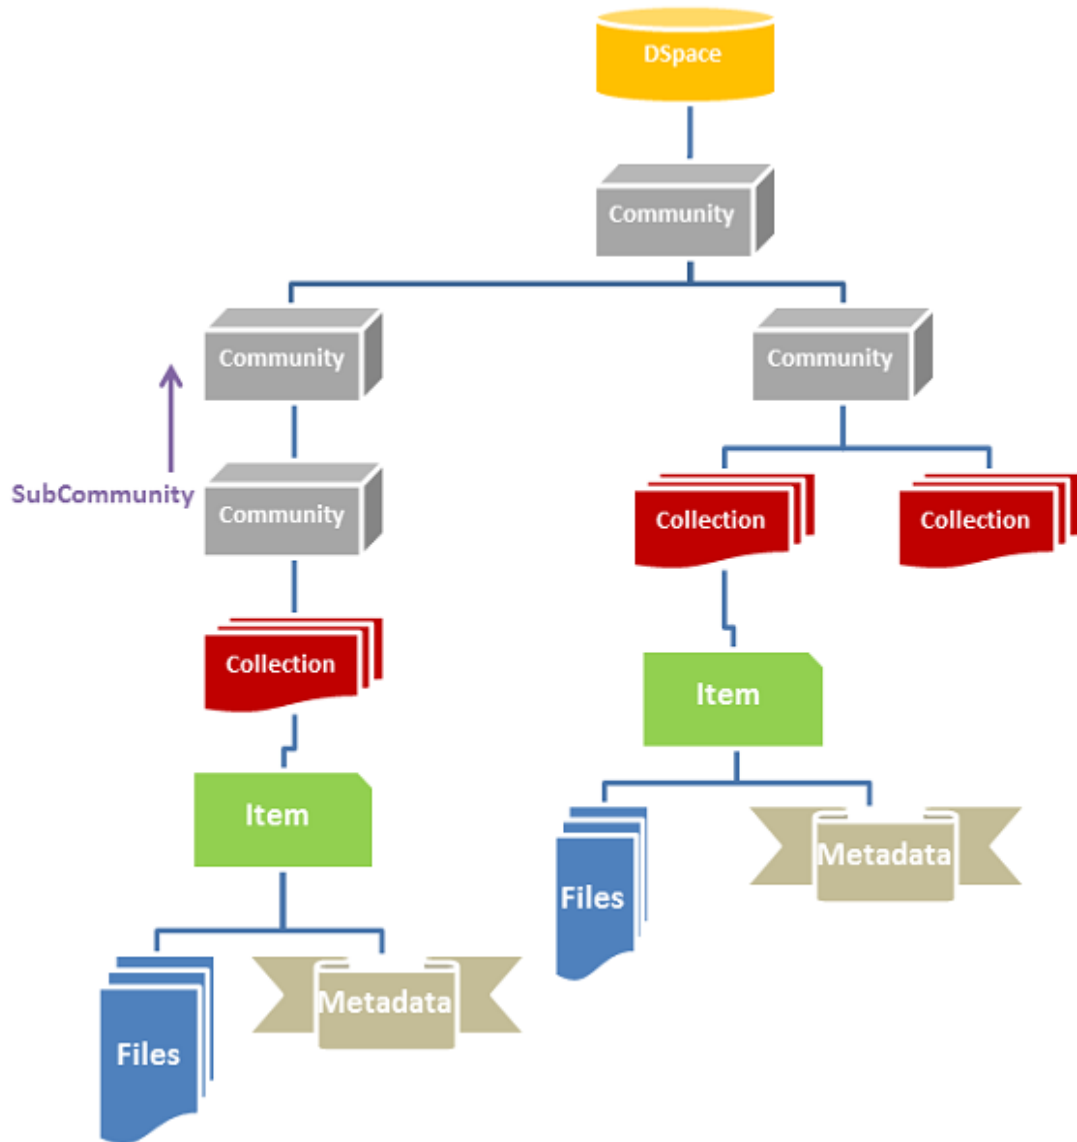 DSpace
Community
Community
Community
SubCommunity
Community
Collection
Collection
Collection
Item
Item
Files
Metadata
Files
Metadata